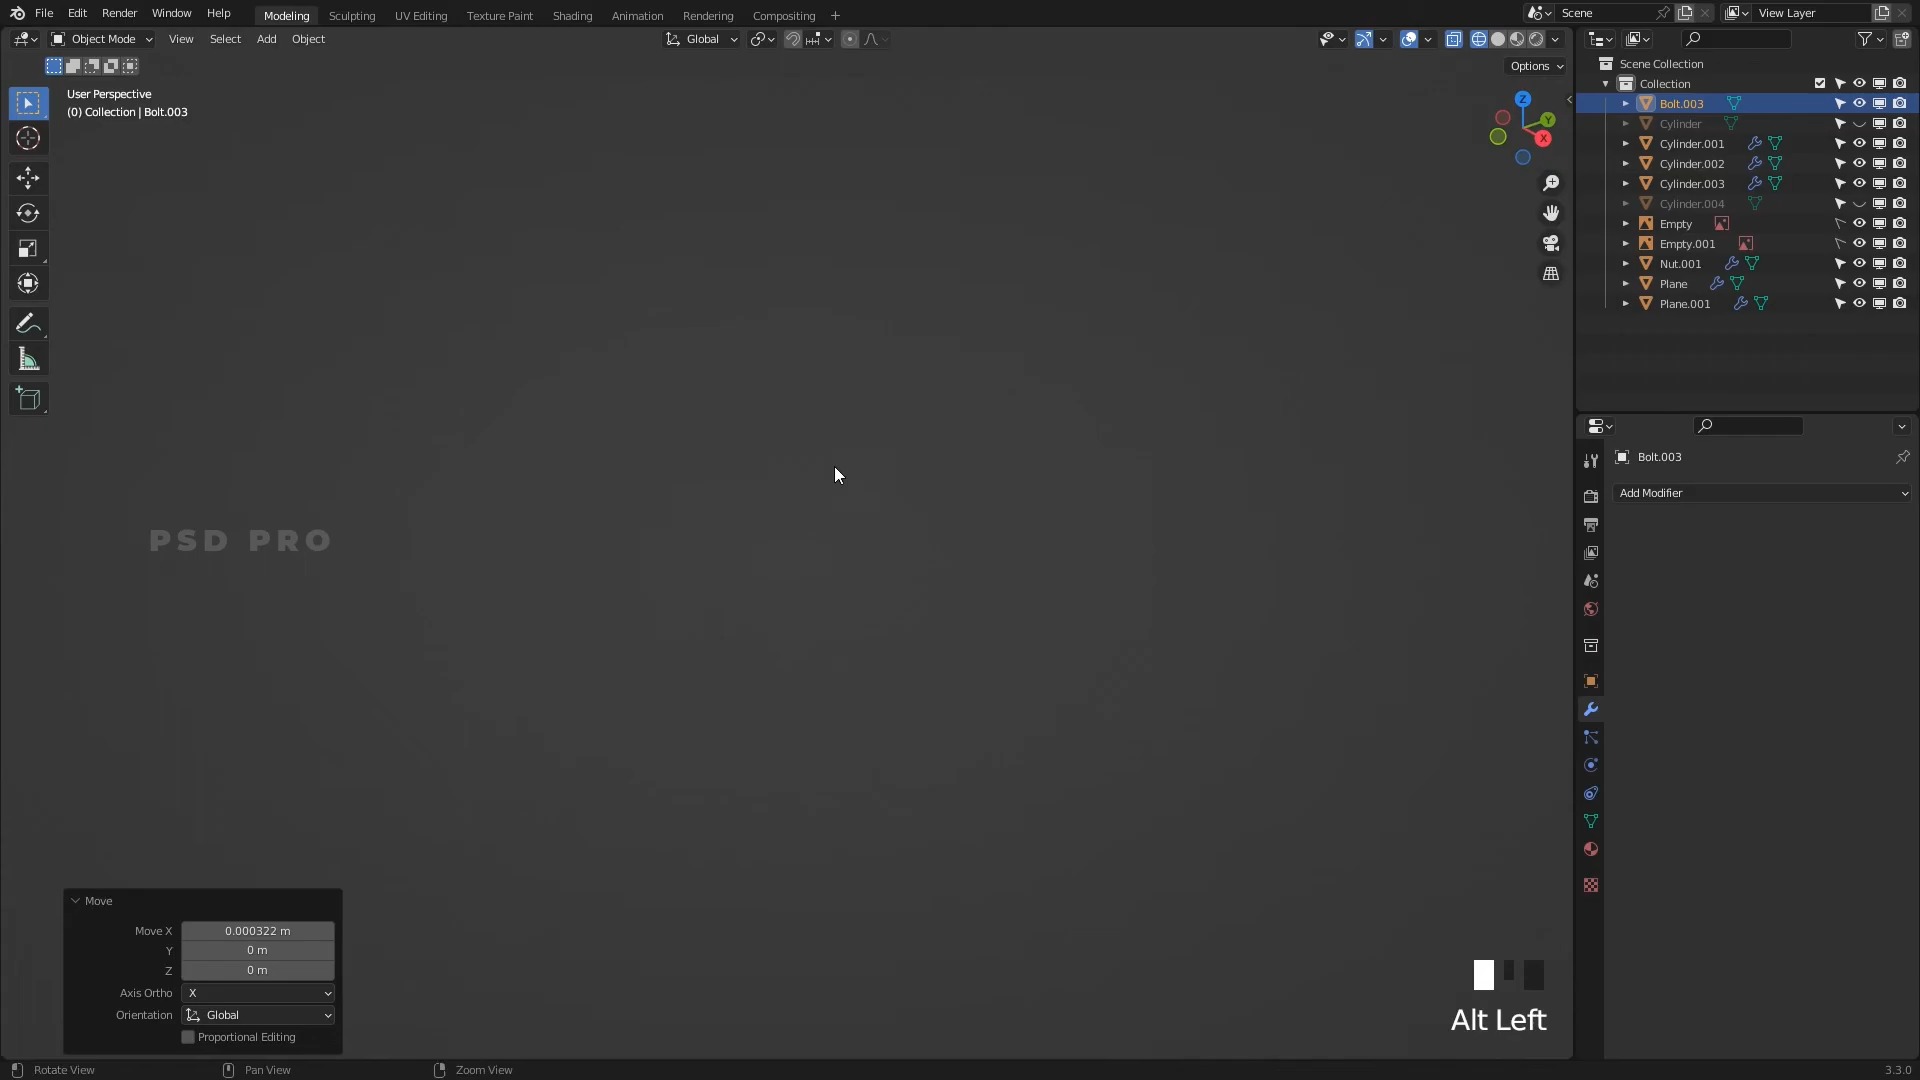 File Edit Render Window Help Modeling Sculpting UV Editing Texture Paint Shading Animation Rendering Compositing + Scene View Layer
Object Mode View Select Add Object Global
Options
User Perspective
(0) Collection | Bolt.003
Z
Y
X
Scene Collection
Collection
Bolt.003
Cylinder
Cylinder.001
Cylinder.002
Cylinder.003
Cylinder.004
Empty
Empty.001
Nut.001
Plane
Plane.001
Bolt.003
Add Modifier
PSD PRO
Move
Move X 0.000322 m
Y 0 m
Z 0 m
Axis Ortho X
Orientation Global
Proportional Editing
Alt Left
Rotate View Pan View Zoom View 3.3.0